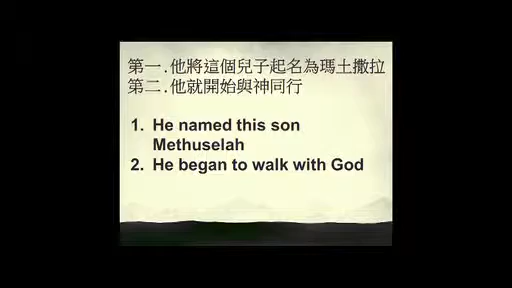 第一.他將這個兒子起名為瑪土撒拉
第二.他就開始與神同行
1. He named this son
Methuselah
2. He began to walk with God